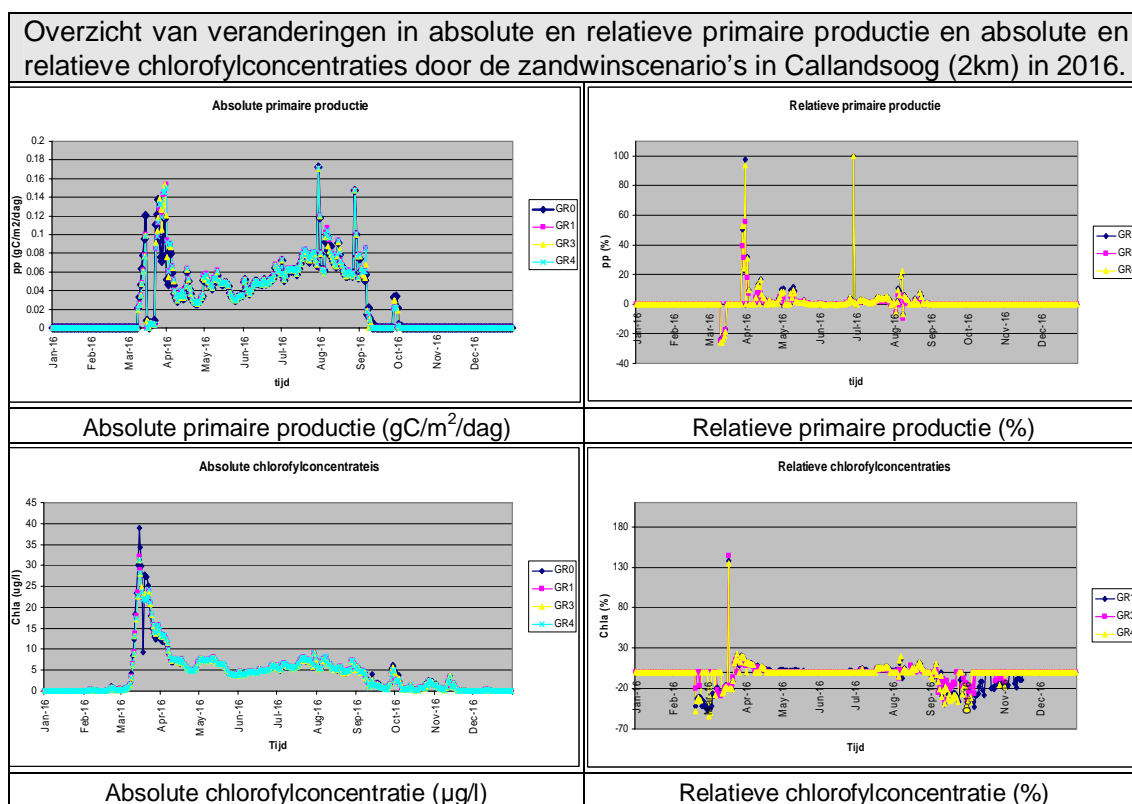 Overzicht van veranderingen in absolute en relatieve primaire productie en absolute en
relatieve chlorofylconcentraties door de zandwinscenario's in Callandsoog (2km) in 2016.
Absolute primaire productie
pp (gC/m2/dag)
0.2
0.18
0.16
0.14
0.12
0.1
0.08
0.06
0.04
0.02
0
Jan-16
Feb-16
Mar-16
Apr-16
May-16
Jun-16
Jul-16
Aug-16
Sep-16
Oct-16
Nov-16
Dec-16
tijd
GR0
GR1
GR3
GR4
Relatieve primaire productie
pp (%)
100
80
60
40
20
0
-20
-40
Jan-16
Feb-16
Mar-16
Apr-16
May-16
Jun-16
Jul-16
Aug-16
Sep-16
Oct-16
Nov-16
Dec-16
tijd
Absolute primaire productie (gC/m2/dag)
Relatieve primaire productie (%)
Absolute chlorofylconcentrateis
Chla (ug/l)
45
40
35
30
25
20
15
10
5
0
Jan-16
Feb-16
Mar-16
Apr-16
May-16
Jun-16
Jul-16
Aug-16
Sep-16
Oct-16
Nov-16
Dec-16
Tijd
GR0
GR1
GR3
GR4
Relatieve chlorofylconcentraties
Chla (%)
180
130
80
30
-20
-70
Jan-16
Feb-16
Mar-16
Apr-16
May-16
Jun-16
Jul-16
Aug-16
Sep-16
Oct-16
Nov-16
Dec-16
Tijd
GR3
GR4
Absolute chlorofylconcentratie (µg/l)
Relatieve chlorofylconcentratie (%)